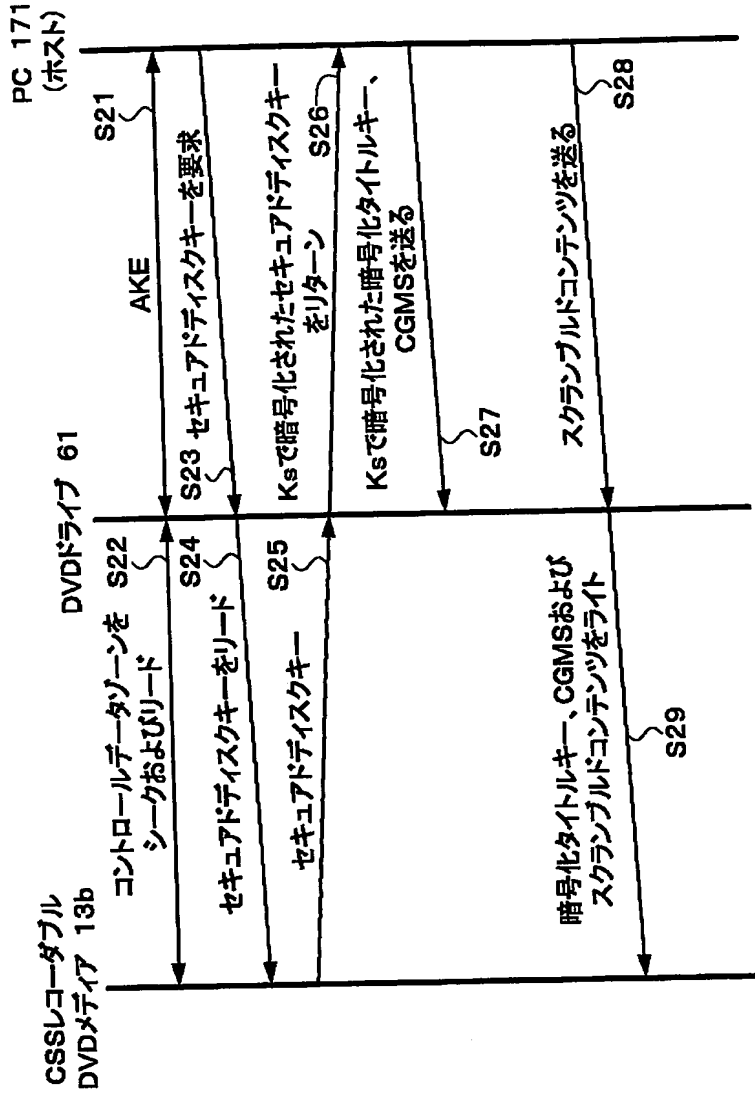 CSSレコーダブル
DVDメディア 13b
DVDドライブ 61
PC 171
(ホスト)
コントロールデータゾーンを
シークおよびリード
S22
AKE
S21
S23
セキュアドディスクキーを要求
セキュアドディスクキーをリード
S24
セキュアドディスクキー
S25
Ksで暗号化されたセキュアドディスクキー
をリターン
S26
Ksで暗号化された暗号化タイトルキー、
CGMSを送る
S27
スクランブルドコンテンツを送る
S28
暗号化タイトルキー、CGMSおよび
スクランブルドコンテンツをライト
S29